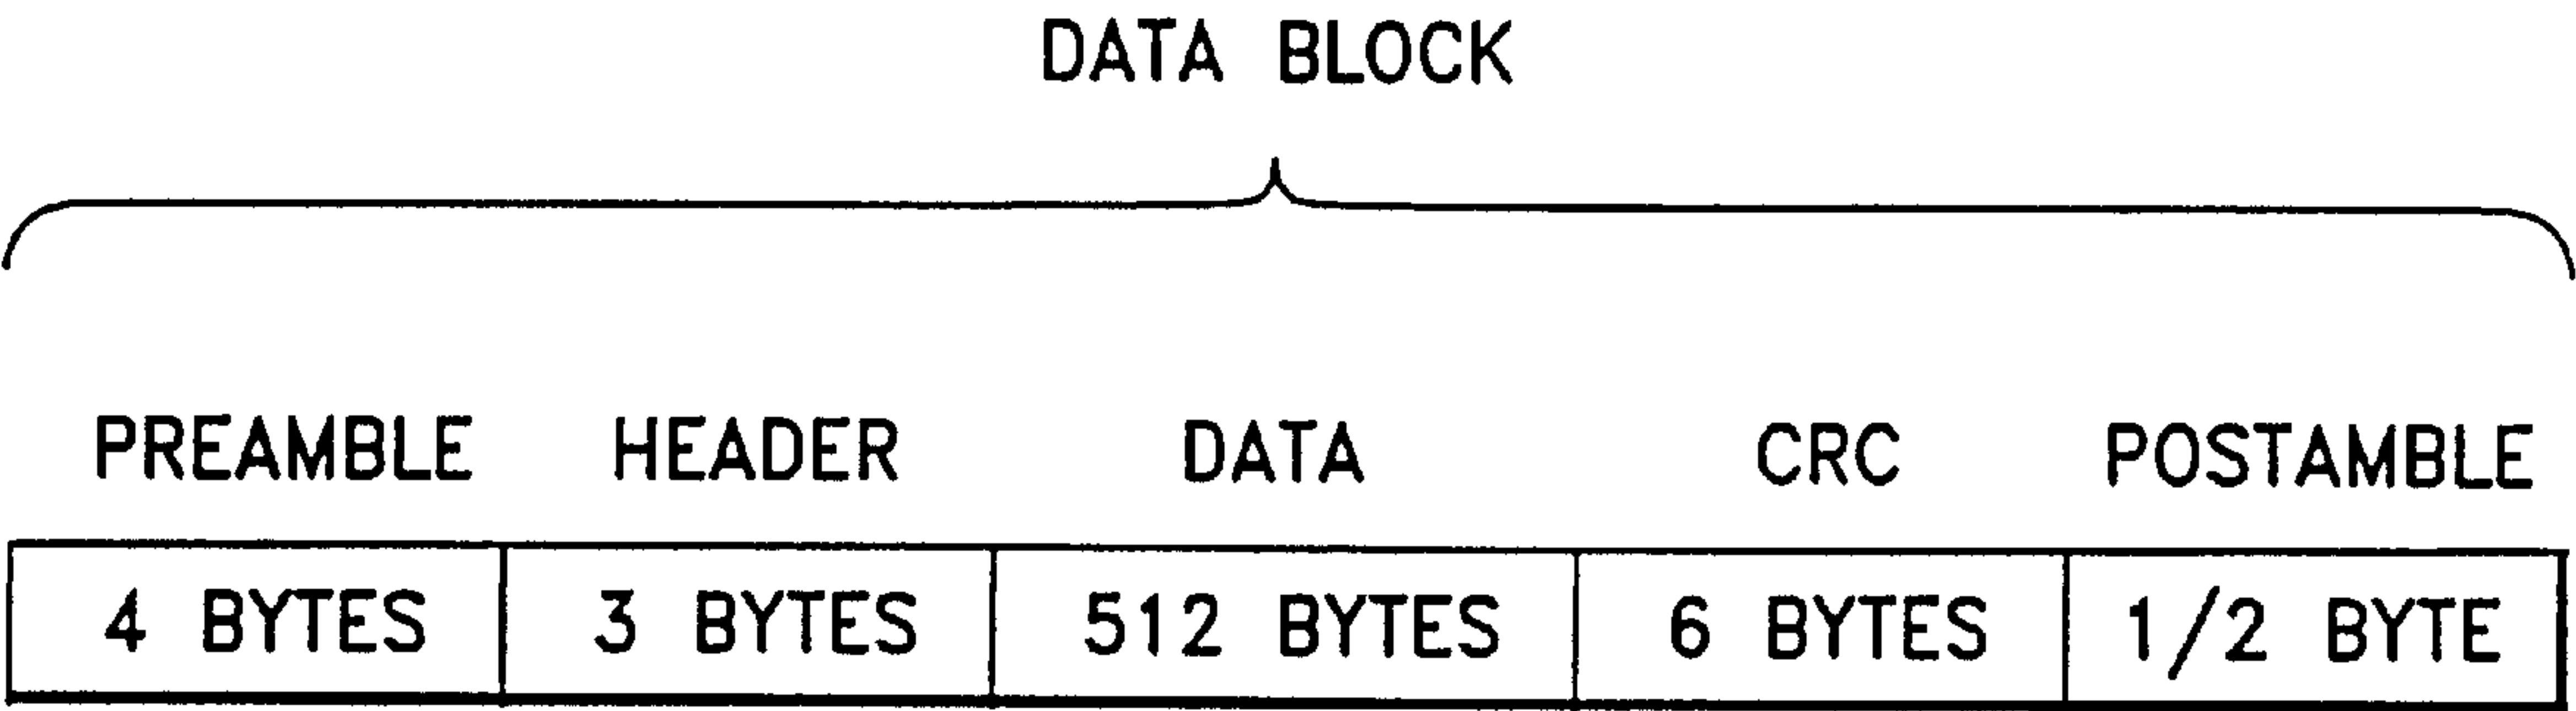 DATA BLOCK
PREAMBLE HEADER DATA CRC POSTAMBLE
4 BYTES 3 BYTES 512 BYTES 6 BYTES 1/2 BYTE